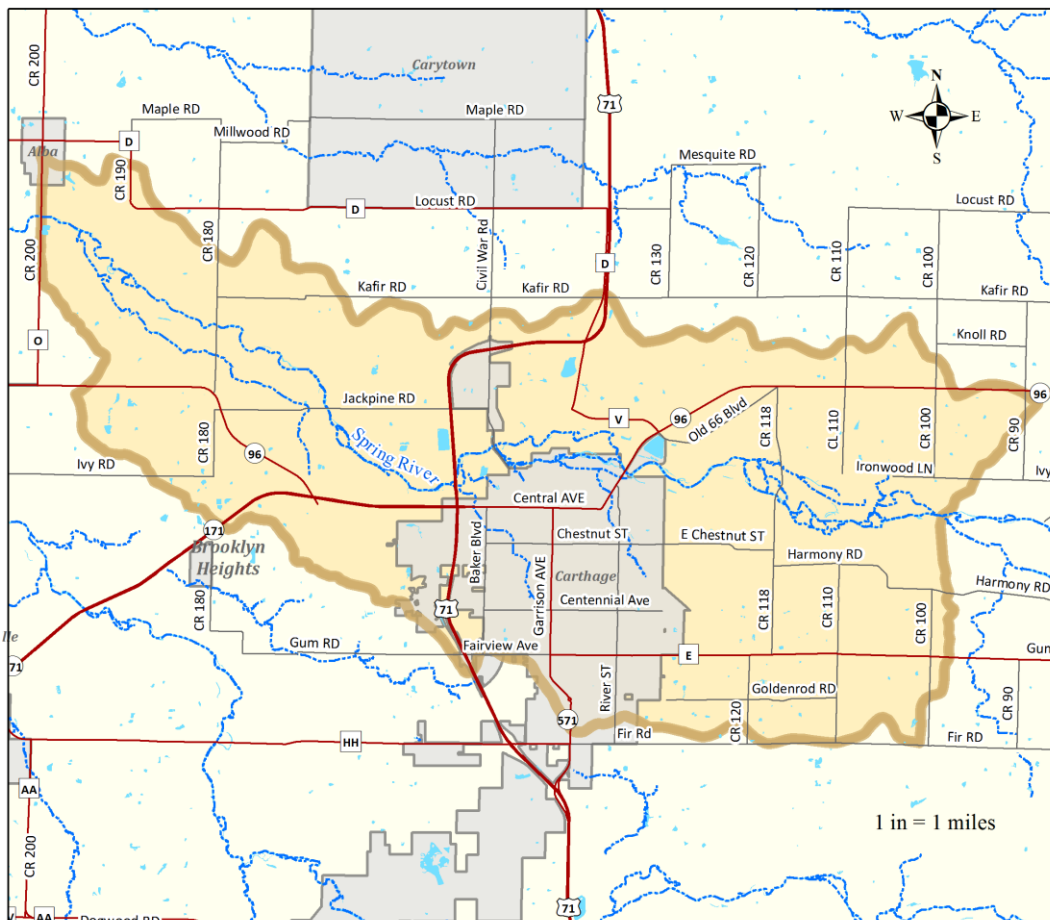 CR 200
Carytown
71
Maple RD
Maple RD
Millwood RD
N
W
E
S
D
Alba
CR 190
Mesquite RD
D
Locust RD
Locust RD
CR 180
Civil War Rd
CR 130
CR 120
CR 110
CR 100
CR 200
D
Kafir RD
Kafir RD
Kafir RD
O
Knoll RD
Jackpine RD
V
96
Old 66 Blvd
96
CR 118
CL 110
CR 100
CR 90
CR 180
96
Spring River
Ivy RD
Ironwood LN
Ivy
Central AVE
171
Chestnut ST
E Chestnut ST
Brooklyn
Heights
Baker Blvd
Garrison AVE
Carthage
Harmony RD
Harmony RD
CR 180
71
Centennial Ave
CR 118
CR 110
CR 100
lle
Gum RD
Fairview Ave
E
Gum
71
River ST
Goldenrod RD
571
CR 120
CR 90
HH
Fir Rd
Fir RD
AA
CR 200
1 in = 1 miles
AA
Dogwood RD
71